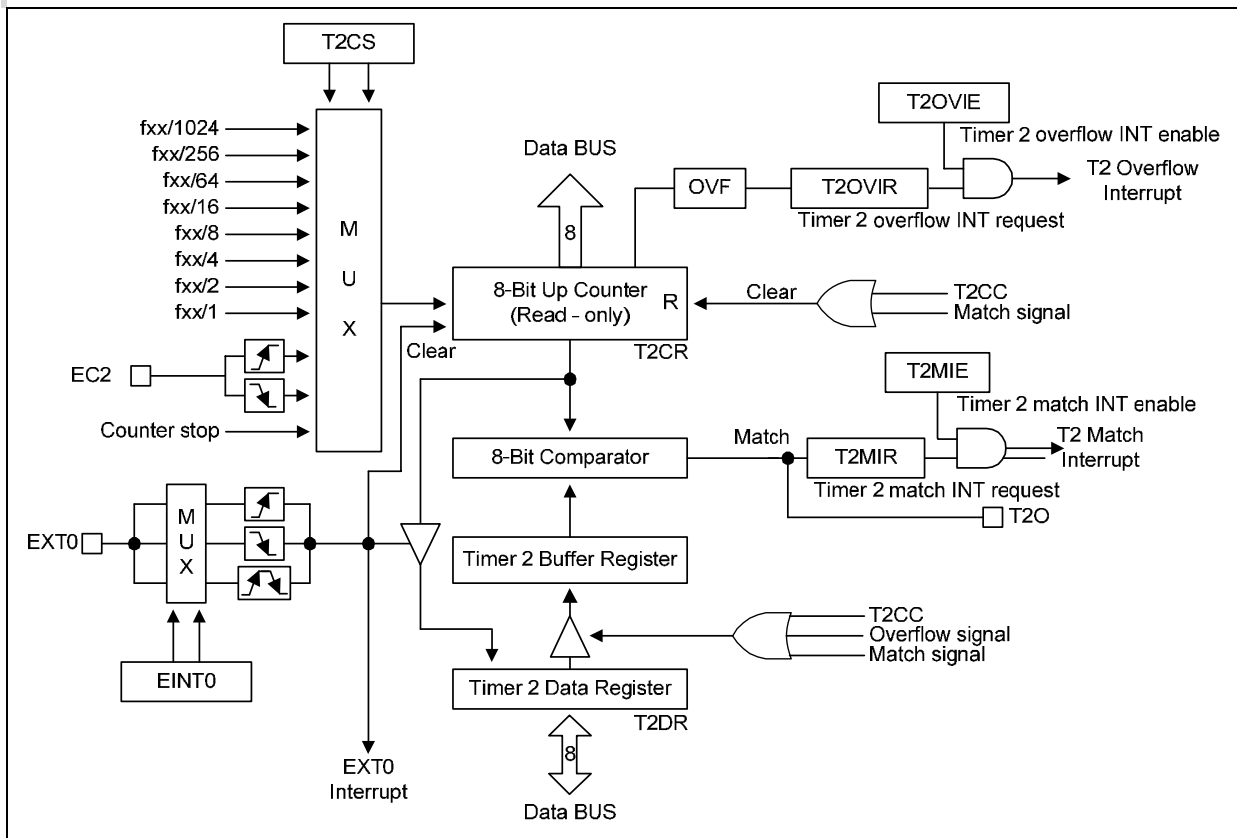 T2CS
fxx/1024
fxx/256
fxx/64
fxx/16
fxx/8
fxx/4
fxx/2
fxx/1
EC2
Counter stop
M
U
X
Data BUS
8
8-Bit Up Counter
(Read - only)
R
T2CR
Clear
OVF
T2OVIR
Timer 2 overflow INT request
T2OVIE
Timer 2 overflow INT enable
T2 Overflow
Interrupt
Clear
T2CC
Match signal
T2MIE
Timer 2 match INT enable
8-Bit Comparator
Match
T2MIR
Timer 2 match INT request
T2 Match
Interrupt
T2O
EXT0
M
U
X
EINT0
Timer 2 Buffer Register
T2CC
Overflow signal
Match signal
Timer 2 Data Register
T2DR
8
Data BUS
EXT0
Interrupt